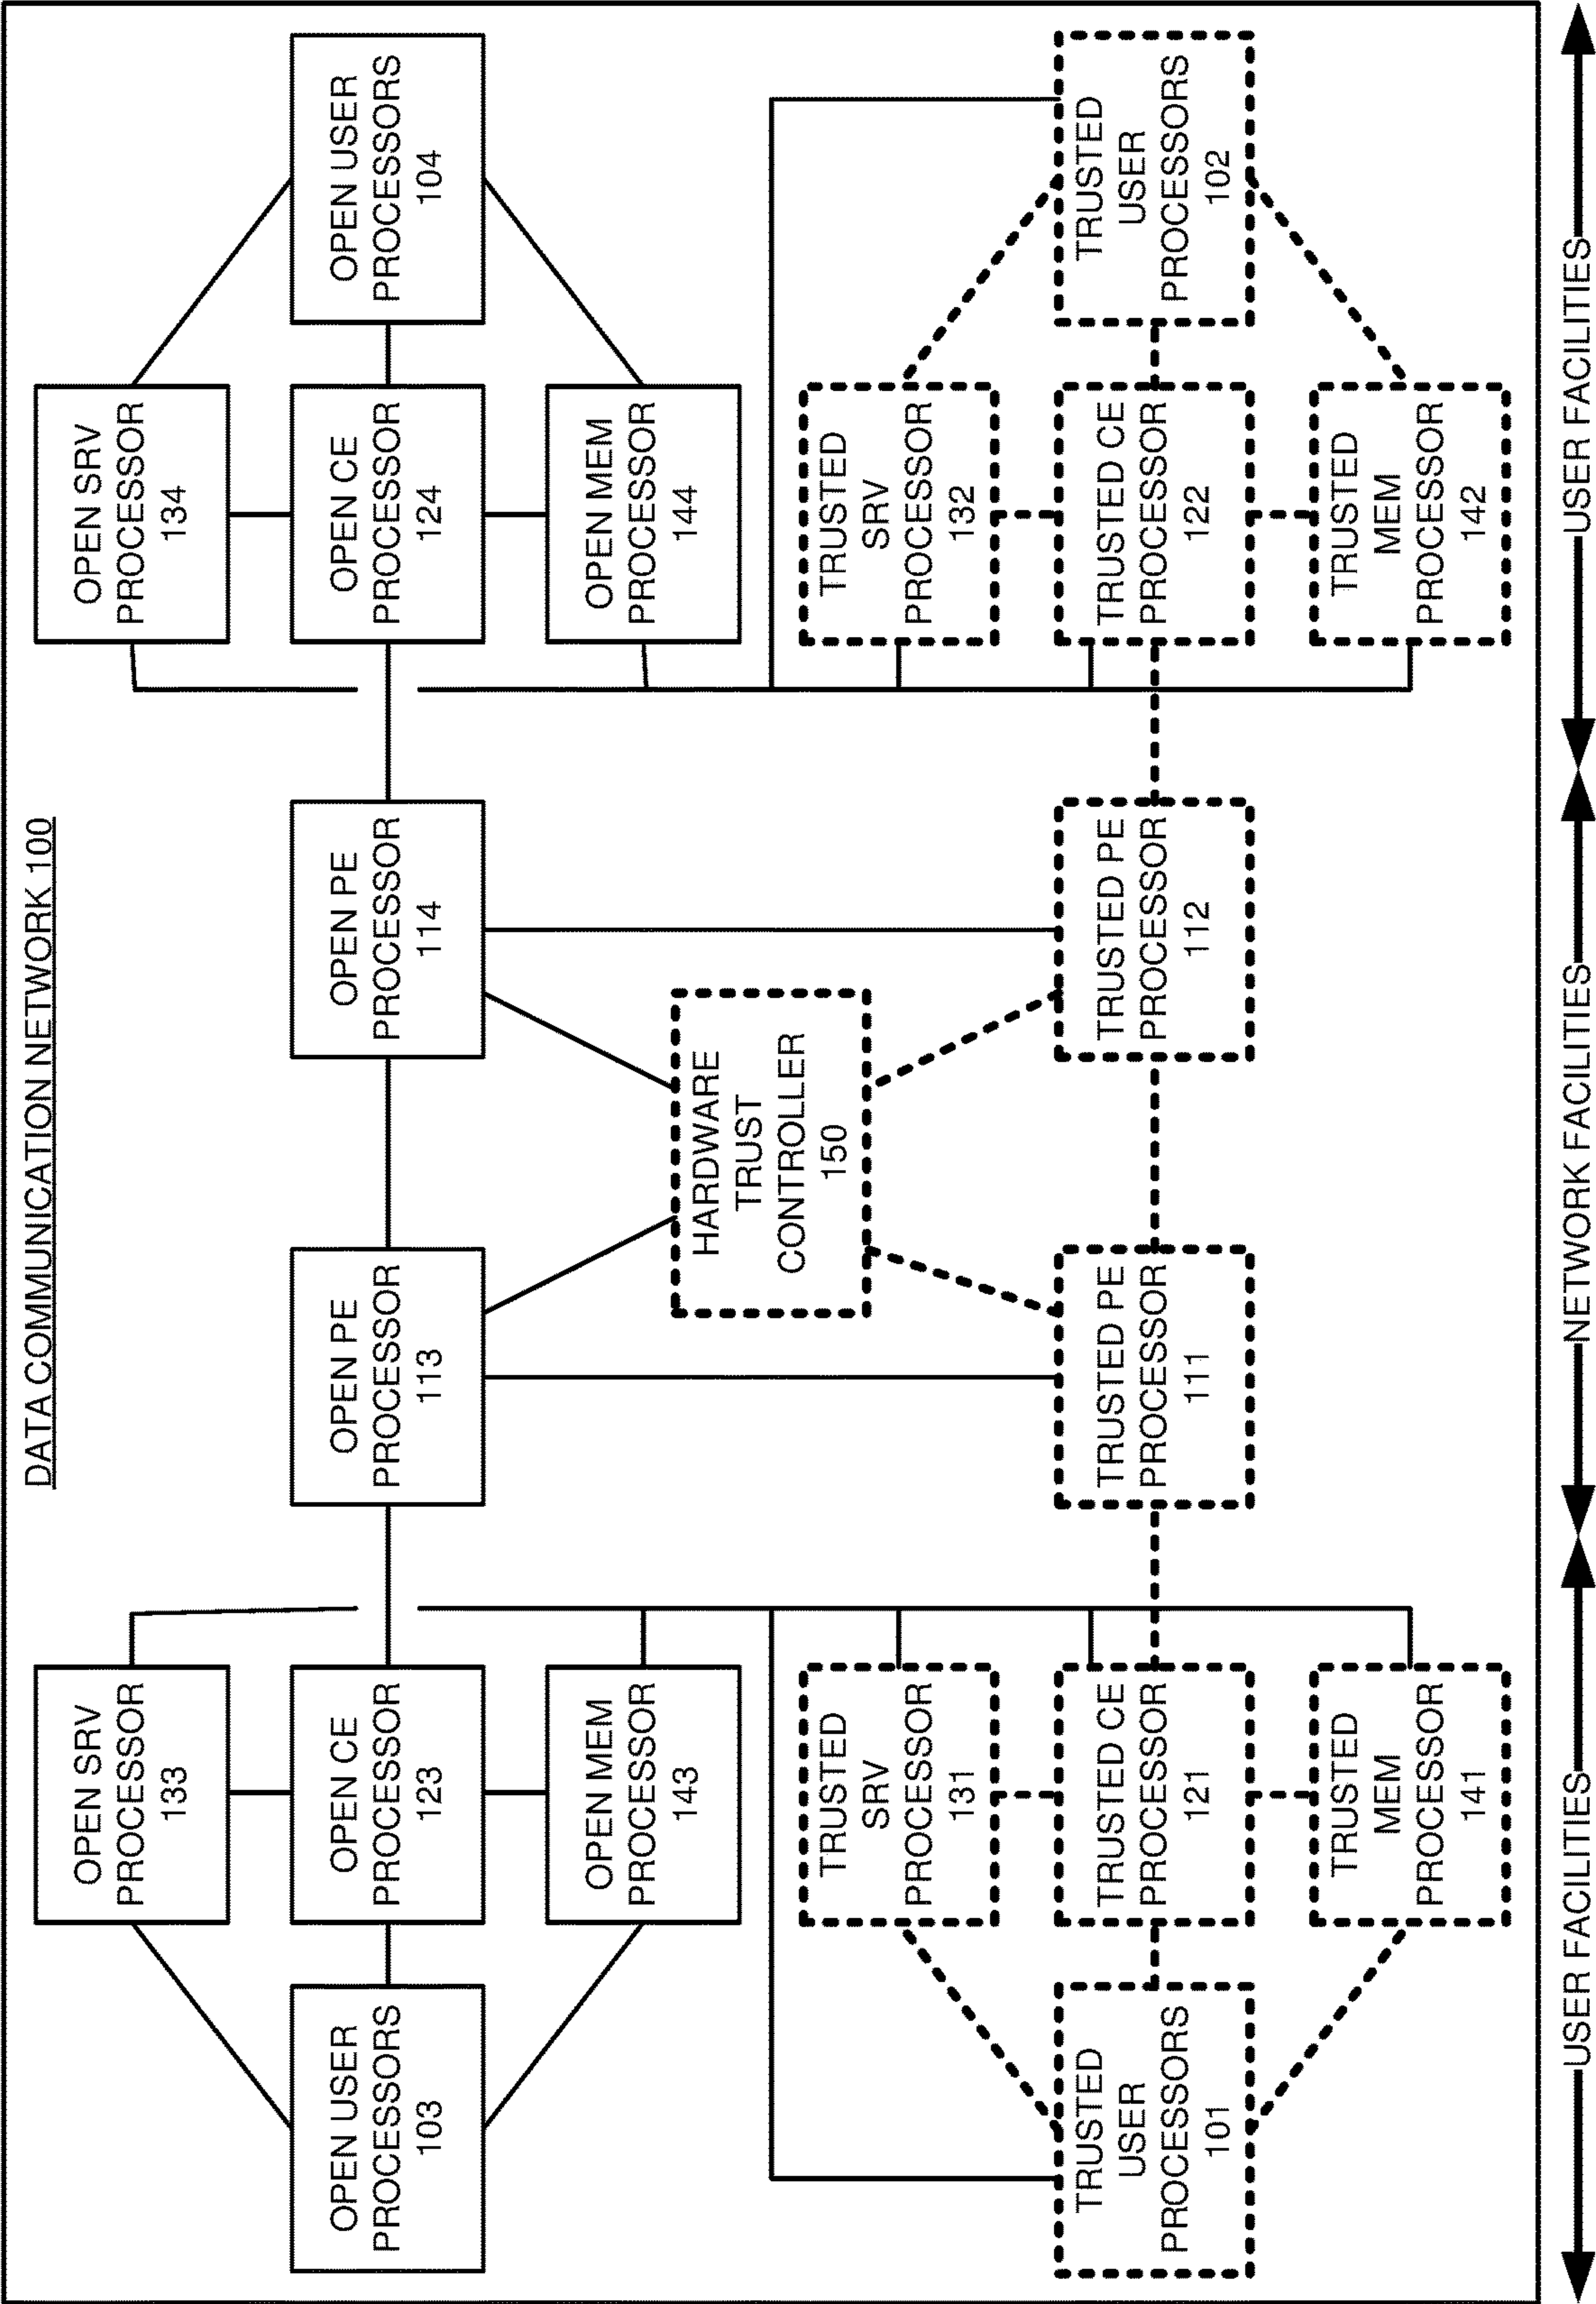 DATA COMMUNICATION NETWORK 100
OPEN SRV
PROCESSOR
133
OPEN SRV
PROCESSOR
134
OPEN USER
PROCESSORS
103
OPEN CE
PROCESSOR
123
OPEN PE
PROCESSOR
113
OPEN PE
PROCESSOR
114
OPEN CE
PROCESSOR
124
OPEN USER
PROCESSORS
104
OPEN MEM
PROCESSOR
143
OPEN MEM
PROCESSOR
144
HARDWARE
TRUST
CONTROLLER
150
TRUSTED
SRV
PROCESSOR
131
TRUSTED
SRV
PROCESSOR
132
TRUSTED
USER
PROCESSORS
101
TRUSTED CE
PROCESSOR
121
TRUSTED PE
PROCESSOR
111
TRUSTED PE
PROCESSOR
112
TRUSTED CE
PROCESSOR
122
TRUSTED
USER
PROCESSORS
102
TRUSTED
MEM
PROCESSOR
141
TRUSTED
MEM
PROCESSOR
142
USER FACILITIES
NETWORK FACILITIES
USER FACILITIES